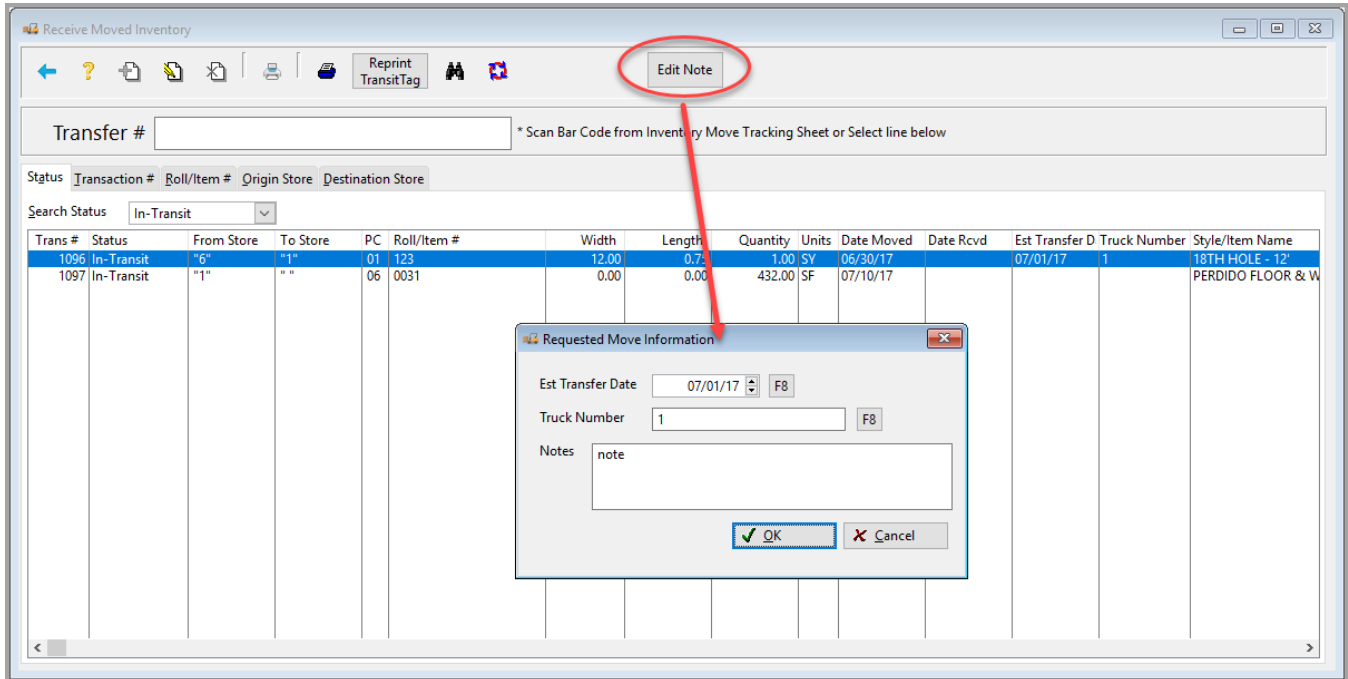 Receive Moved Inventory
Reprint
TransitTag
Edit Note
Transfer # * Scan Bar Code from Inventory Move Tracking Sheet or Select line below
Status Transaction # Roll/Item # Origin Store Destination Store
Search Status In-Transit
Trans # Status From Store To Store PC Roll/Item # Width Length Quantity Units Date Moved Date Rcvd Est Transfer D Truck Number Style/Item Name
1096 In-Transit "6" "1" 01 123 12.00 0.75 1.00 SY 06/30/17 07/01/17 1 18TH HOLE - 12'
1097 In-Transit "1" " " 06 0031 0.00 0.00 432.00 SF 07/10/17 PERDIDO FLOOR & W
Requested Move Information
Est Transfer Date 07/01/17 F8
Truck Number 1 F8
Notes note
OK Cancel